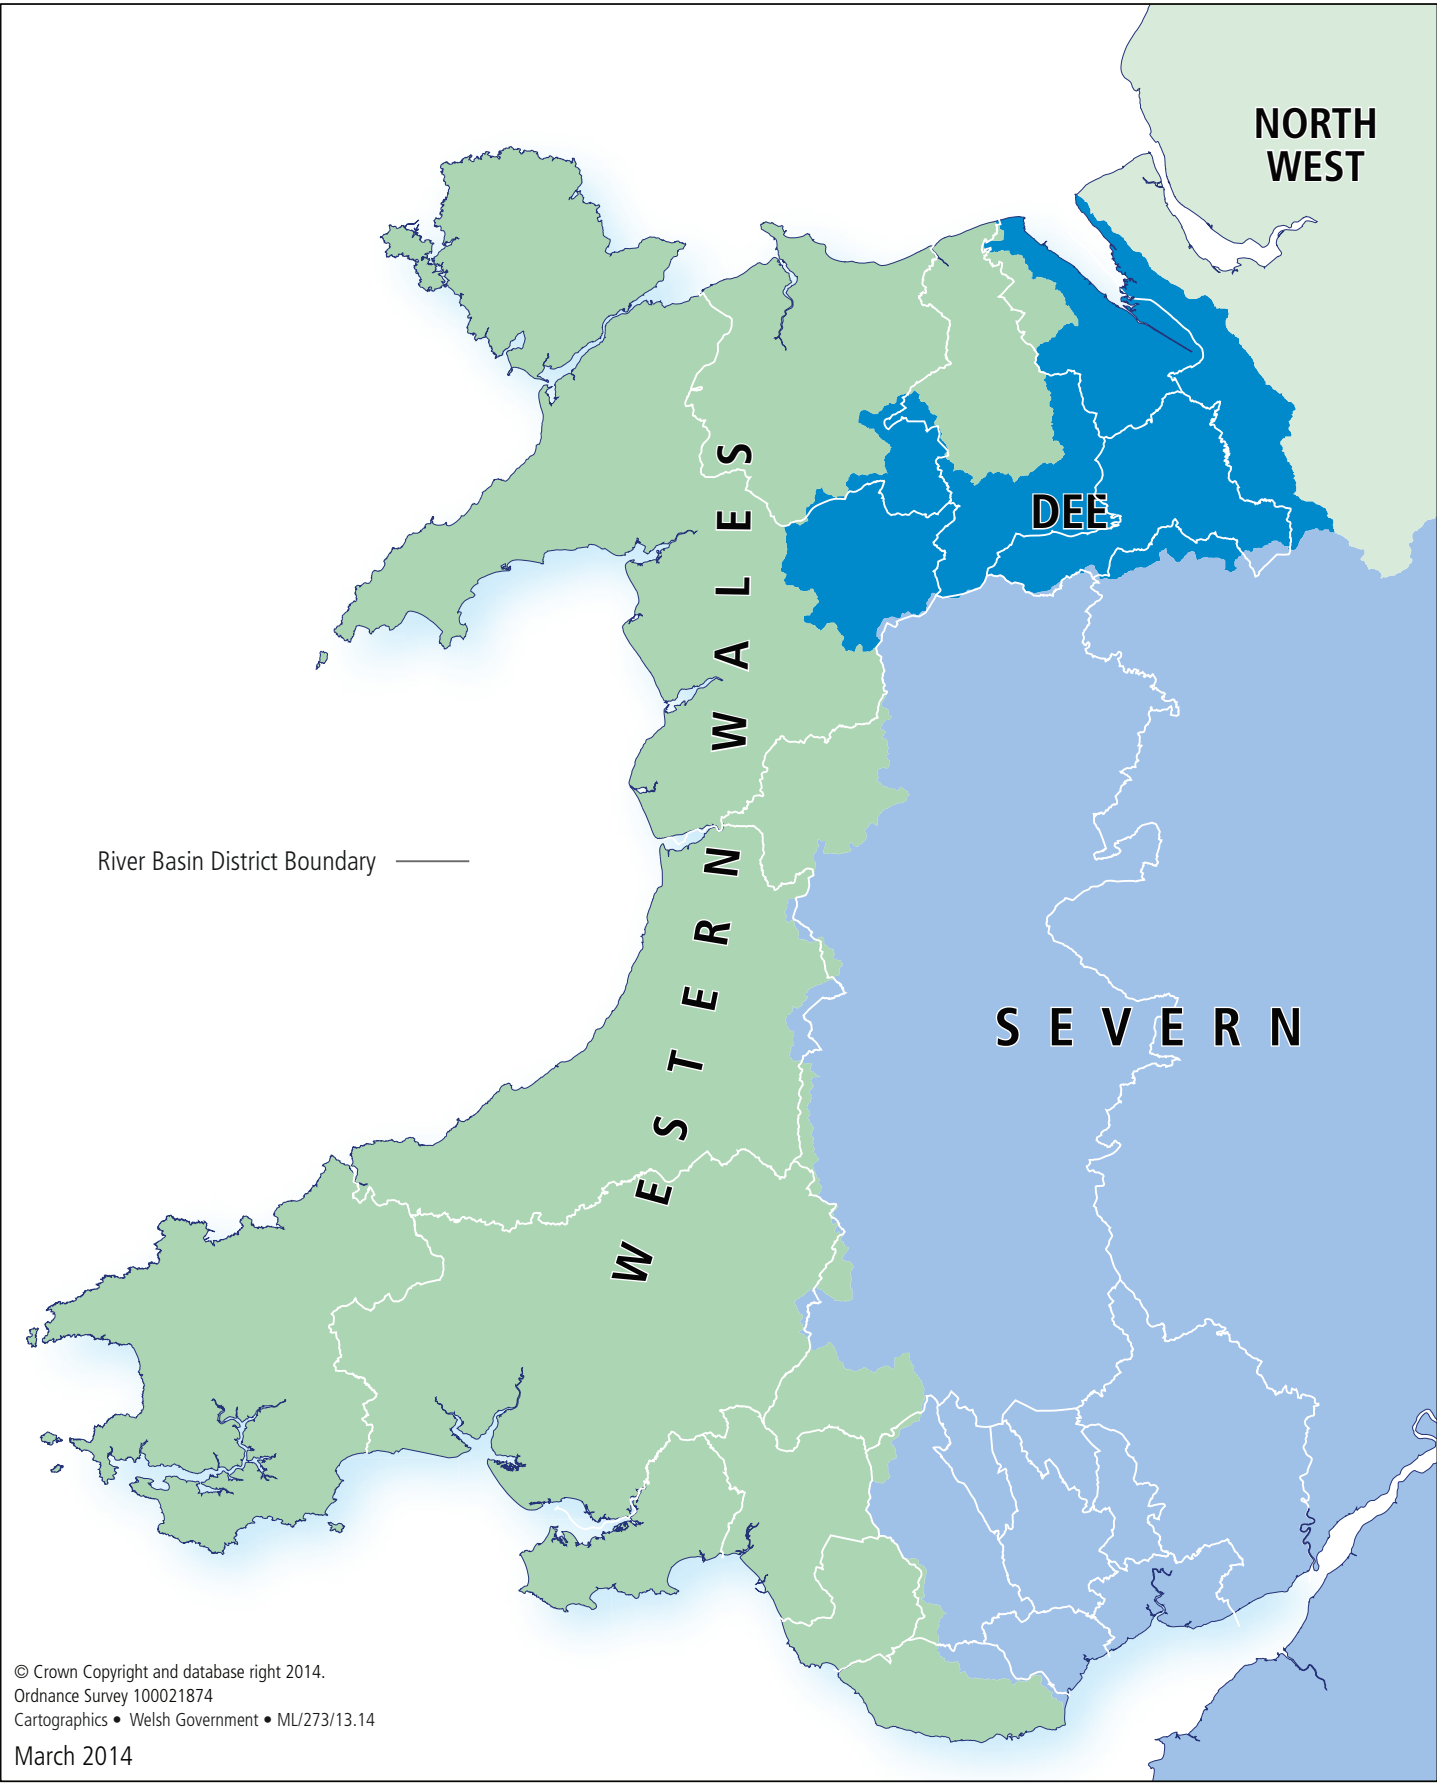 NORTH
WEST
DEE
WESTERN WALES
River Basin District Boundary
SEVERN
© Crown Copyright and database right 2014.
Ordnance Survey 100021874
Cartographics • Welsh Government • ML/273/13.14
March 2014